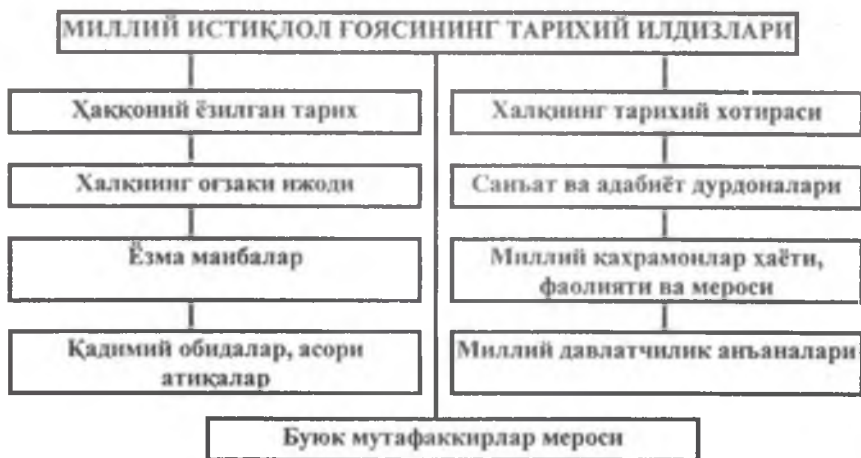 МИЛЛИЙ ИСТИҚЛОЛ ҒОЯСИНИНГ ТАРИХИЙ ИЛДИЗЛАРИ
Ҳаққоний ёзилган тарих
Халқнинг оғзаки ижоди
Ёзма манбалар
Қадимий обидалар, асори
атиқалар
Халқнинг тарихий хотираси
Санъат ва адабиёт дурдоналари
Миллий қаҳрамонлар ҳаёти,
фаолияти ва мероси
Миллий давлатчилик анъаналари
Буюк мутафаккирлар мероси